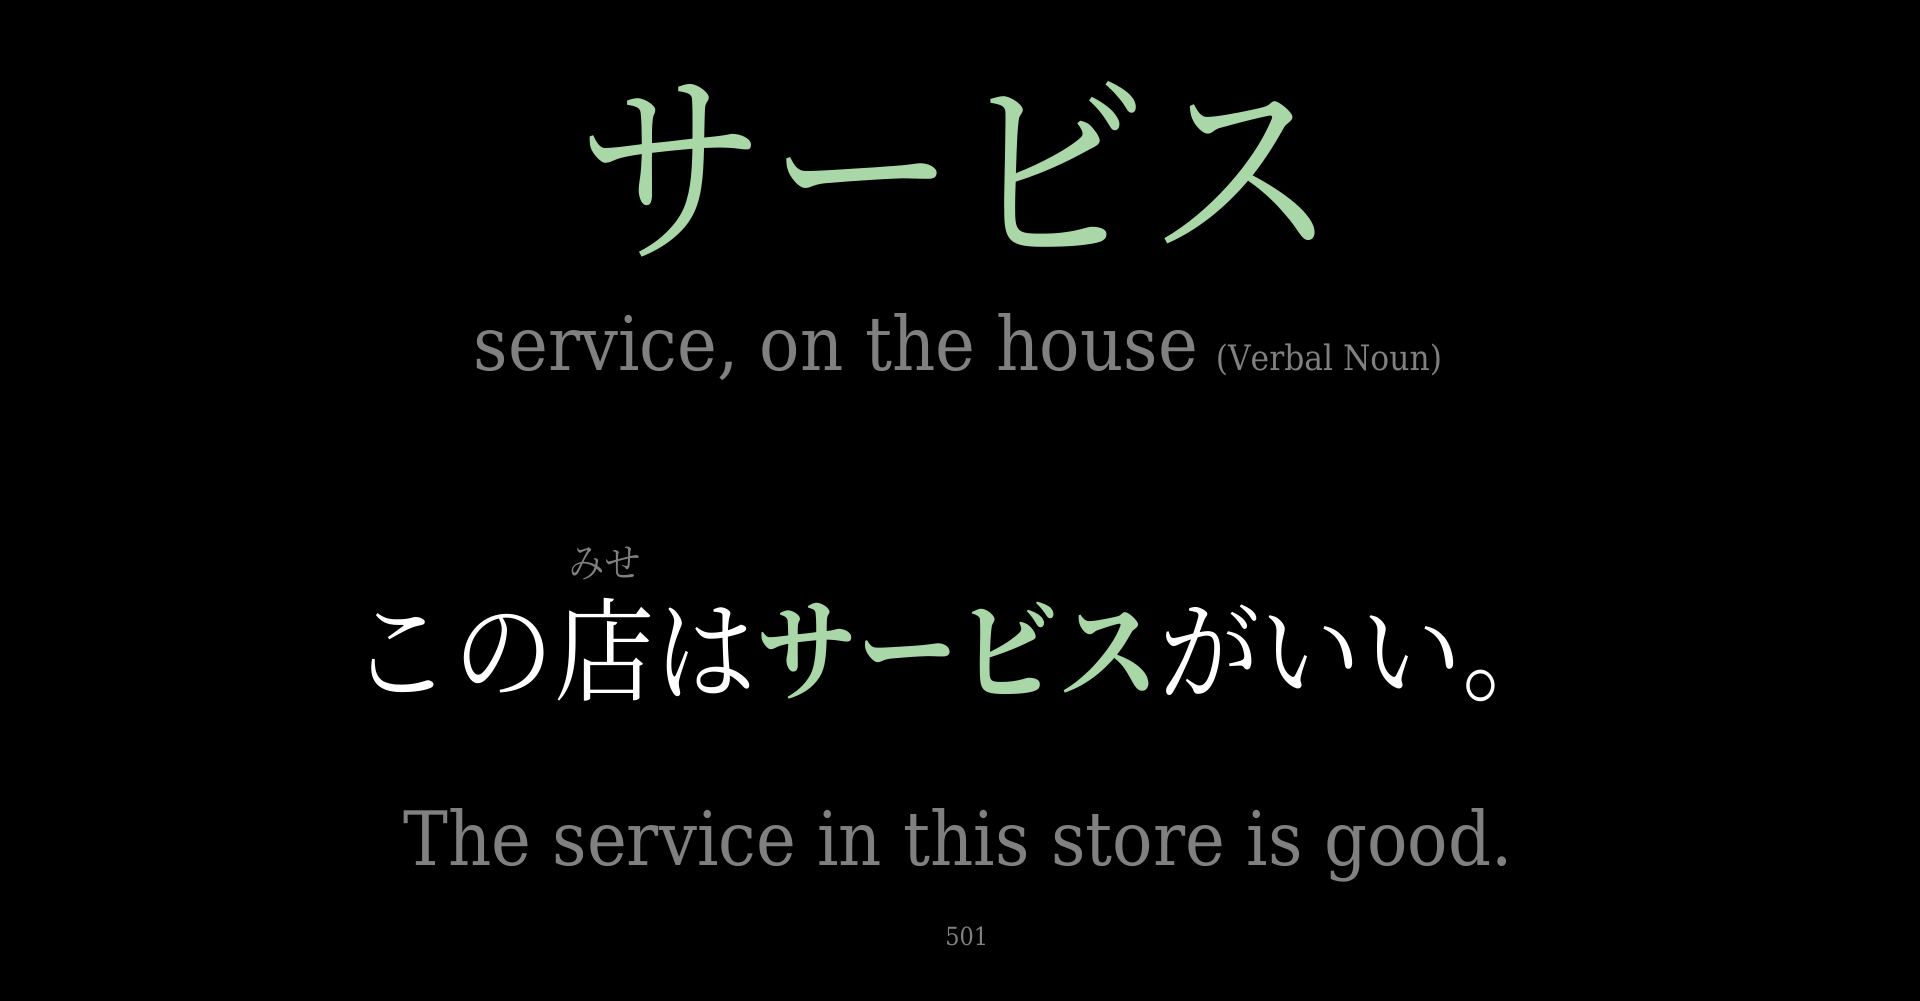 サービス
service, on the house (Verbal Noun)
みせ
この店はサービスがいい。
The service in this store is good.
501